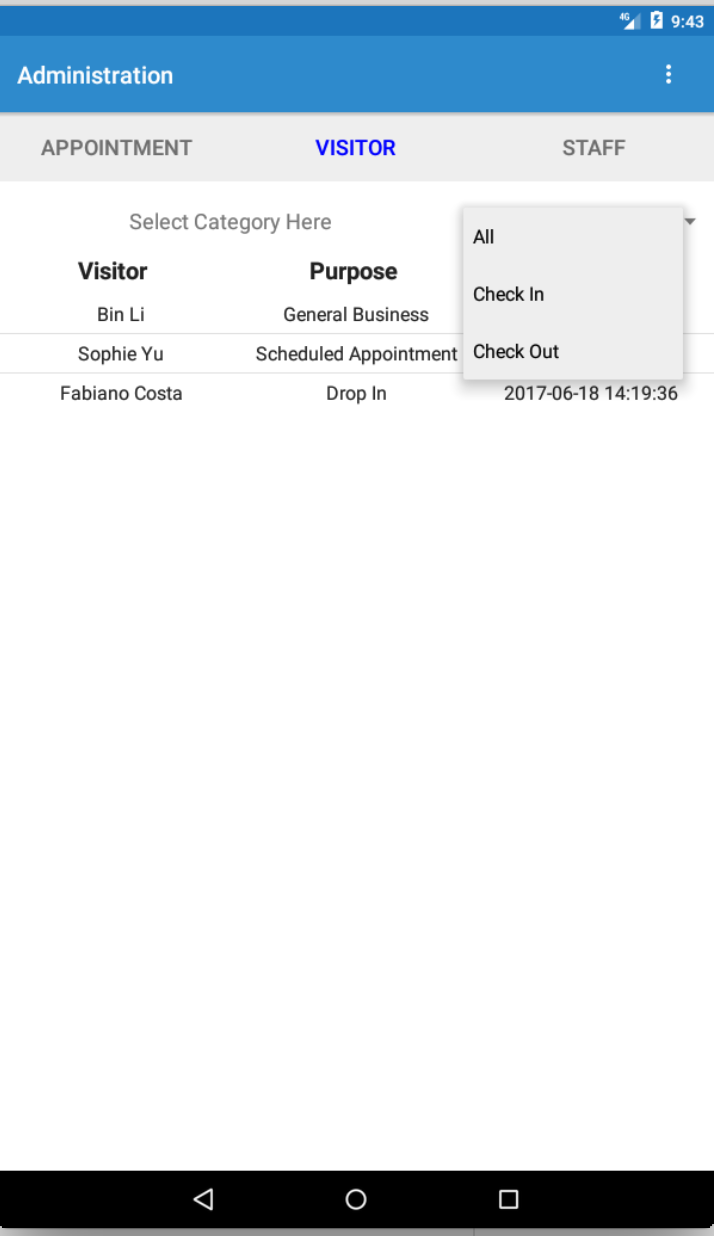 4G 9:43
Administration
APPOINTMENT VISITOR STAFF
Select Category Here All
Visitor Purpose
Check In
Bin Li General Business
Sophie Yu Scheduled Appointment Check Out
Fabiano Costa Drop In 2017-06-18 14:19:36